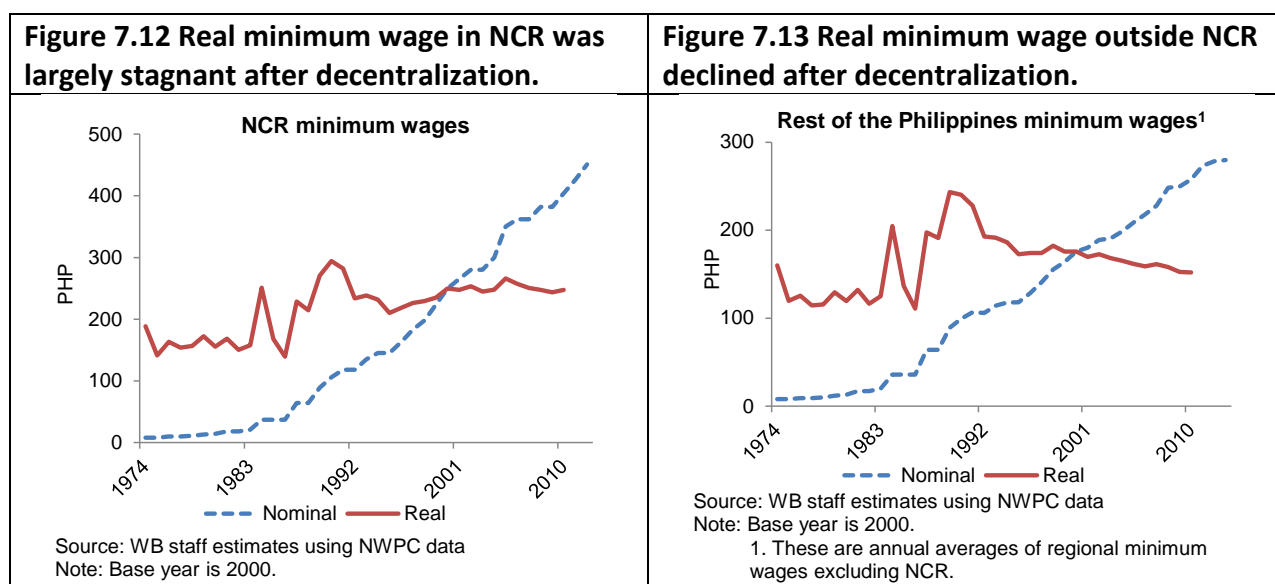 Figure 7.12 Real minimum wage in NCR was
largely stagnant after decentralization.
NCR minimum wages
500
400
300
200
100
0
PHP
1974
1983
1992
2001
2010
Nominal
Real
Source: WB staff estimates using NWPC data
Note: Base year is 2000.
Figure 7.13 Real minimum wage outside NCR
declined after decentralization.
Rest of the Philippines minimum wages¹
300
200
100
0
PHP
1974
1983
1992
2001
2010
Nominal
Real
Source: WB staff estimates using NWPC data
Note: Base year is 2000.
1. These are annual averages of regional minimum
wages excluding NCR.